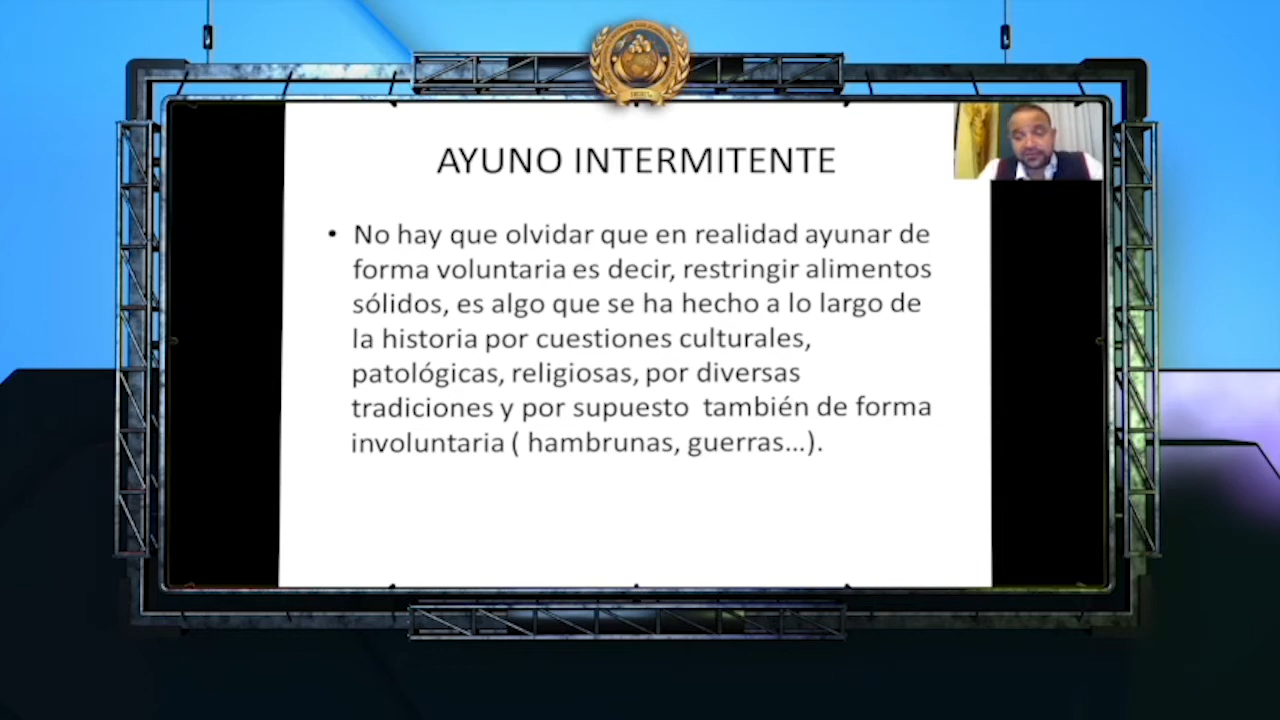 AYUNO INTERMITENTE
• No hay que olvidar que en realidad ayunar de
forma voluntaria es decir, restringir alimentos
sólidos, es algo que se ha hecho a lo largo de
la historia por cuestiones culturales,
patológicas, religiosas, por diversas
tradiciones y por supuesto también de forma
involuntaria ( hambrunas, guerras...).